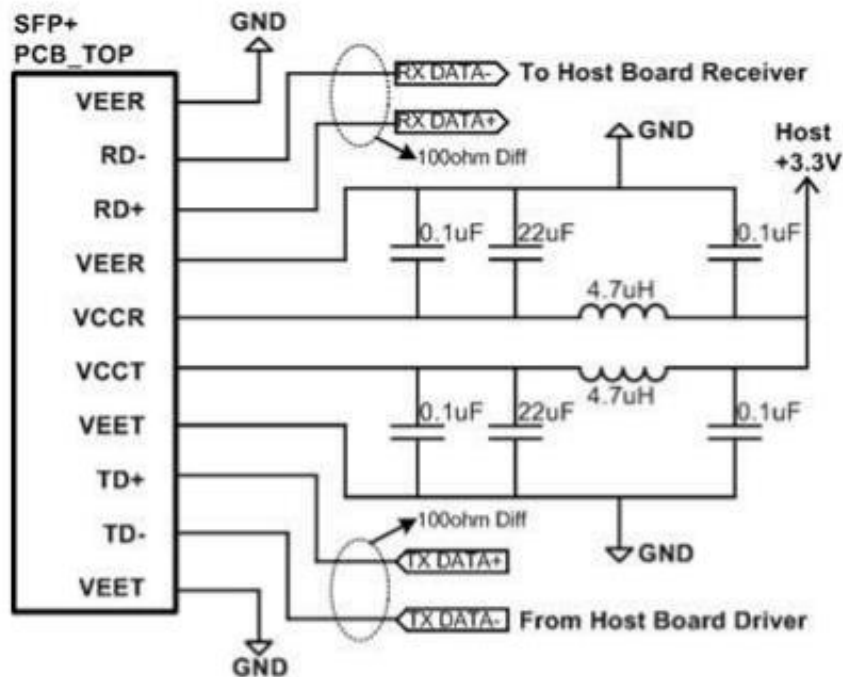 SFP+
PCB_TOP
GND
VEER
RX DATA- To Host Board Receiver
RX DATA+
100ohm Diff
GND
Host
+3.3V
RD-
RD+
VEER
0.1uF
22uF
0.1uF
4.7uH
VCCR
VCCT
4.7uH
0.1uF
22uF
0.1uF
VEET
TD+
TD-
VEET
100ohm Diff
TX DATA+
GND
TX DATA- From Host Board Driver
GND